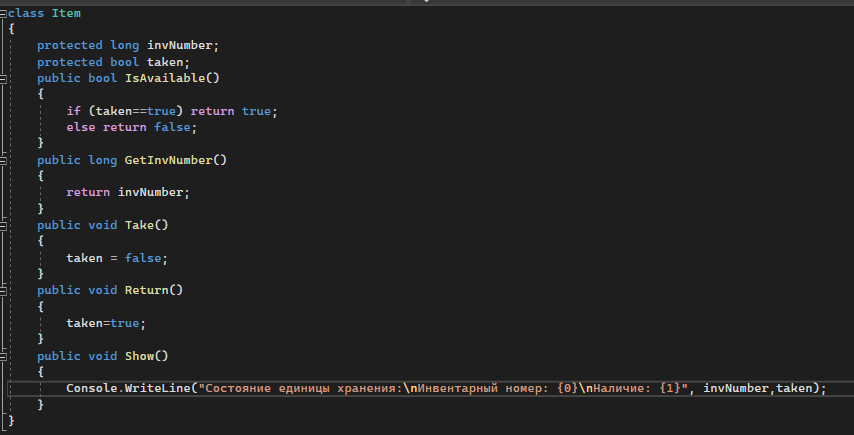 class Item
{
protected long invNumber;
protected bool taken;
public bool IsAvailable()
{
if (taken==true) return true;
else return false;
}
public long GetInvNumber()
{
return invNumber;
}
public void Take()
{
taken = false;
}
public void Return()
{
taken=true;
}
public void Show()
{
Console.WriteLine("Состояние единицы хранения:\nИнвентарный номер: {0}\nНаличие: {1}", invNumber,taken);
}
}